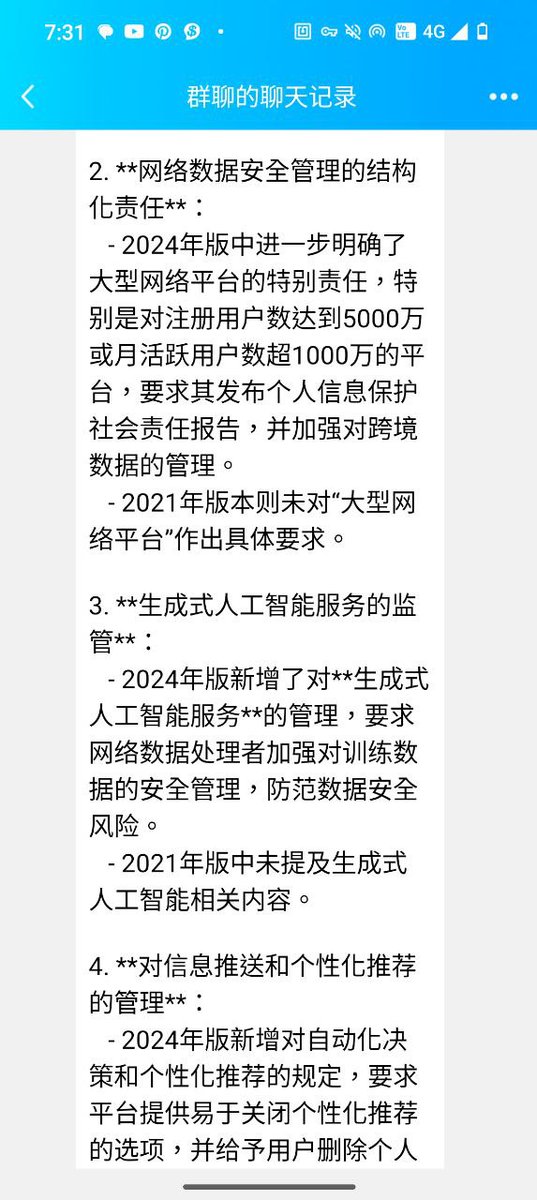 7:31
Vo LTE
4G
群聊的聊天记录
2. **网络数据安全管理的结构
化责任**：
- 2024年版中进一步明确了
大型网络平台的特别责任，特
别是对注册用户数达到5000万
或月活跃用户数超1000万的平
台，要求其发布个人信息保护
社会责任报告，并加强对跨境
数据的管理。
- 2021年版本则未对“大型网
络平台”作出具体要求。
3. **生成式人工智能服务的监
管**：
- 2024年版新增了对**生成式
人工智能服务**的管理，要求
网络数据处理者加强对训练数
据的安全管理，防范数据安全
风险。
- 2021年版中未提及生成式
人工智能相关内容。
4. **对信息推送和个性化推荐
的管理**：
- 2024年版新增对自动化决
策和个性化推荐的规定，要求
平台提供易于关闭个性化推荐
的选项，并给予用户删除个人